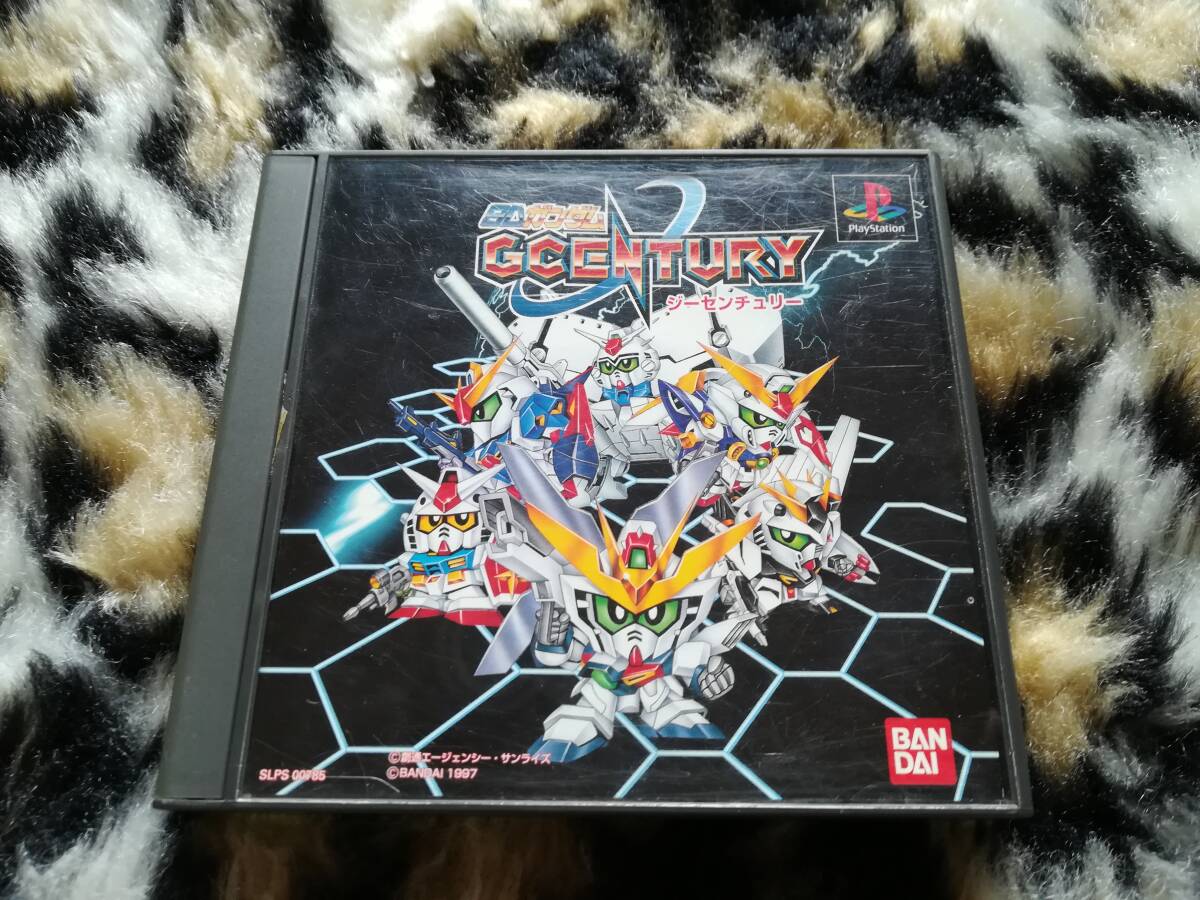 SDガンダム
GCENTURY
ジーセンチュリー
PlayStation
©創通エージェンシー・サンライズ
©BANDAI 1997
SLPS 00785
BAN
DAI